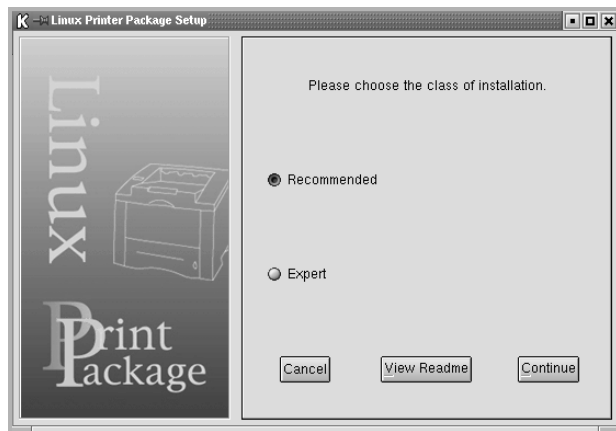 Linux Printer Package Setup
Linux
Print
Package
Please choose the class of installation.
Recommended
Expert
Cancel
View Readme
Continue